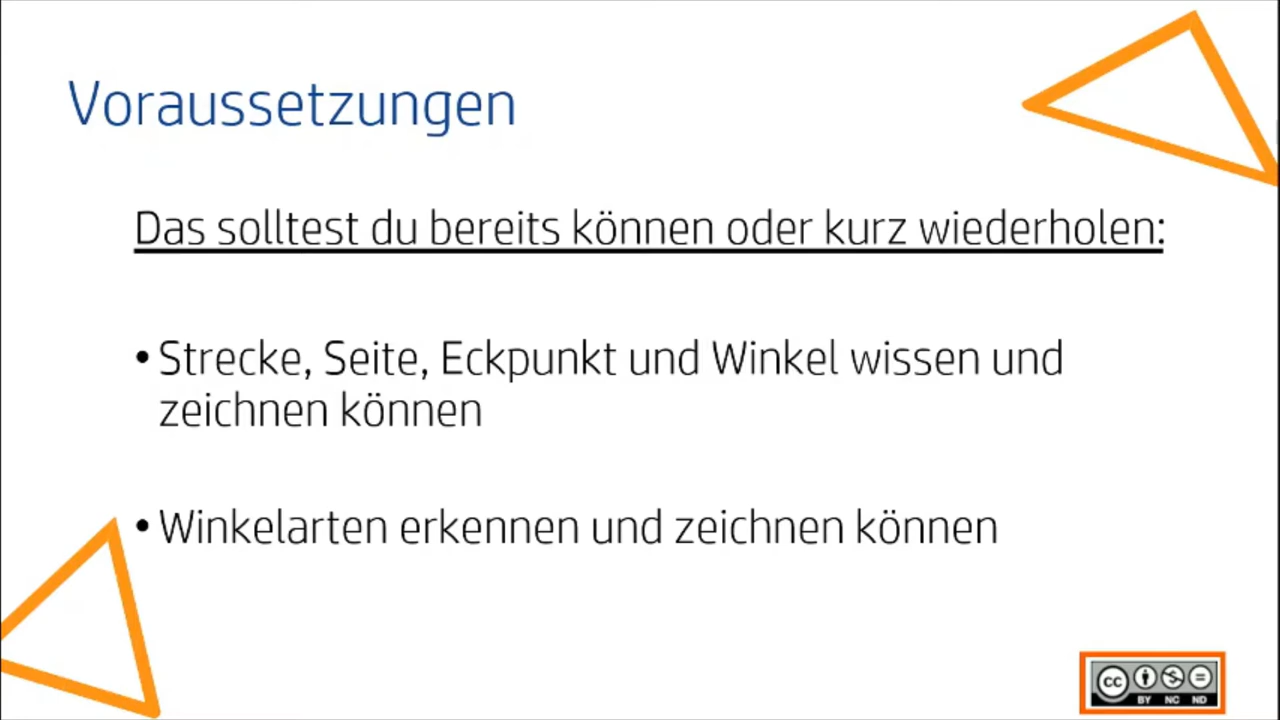 Voraussetzungen
Das solltest du bereits können oder kurz wiederholen:
• Strecke, Seite, Eckpunkt und Winkel wissen und
zeichnen können
• Winkelarten erkennen und zeichnen können
CC
BY NC ND